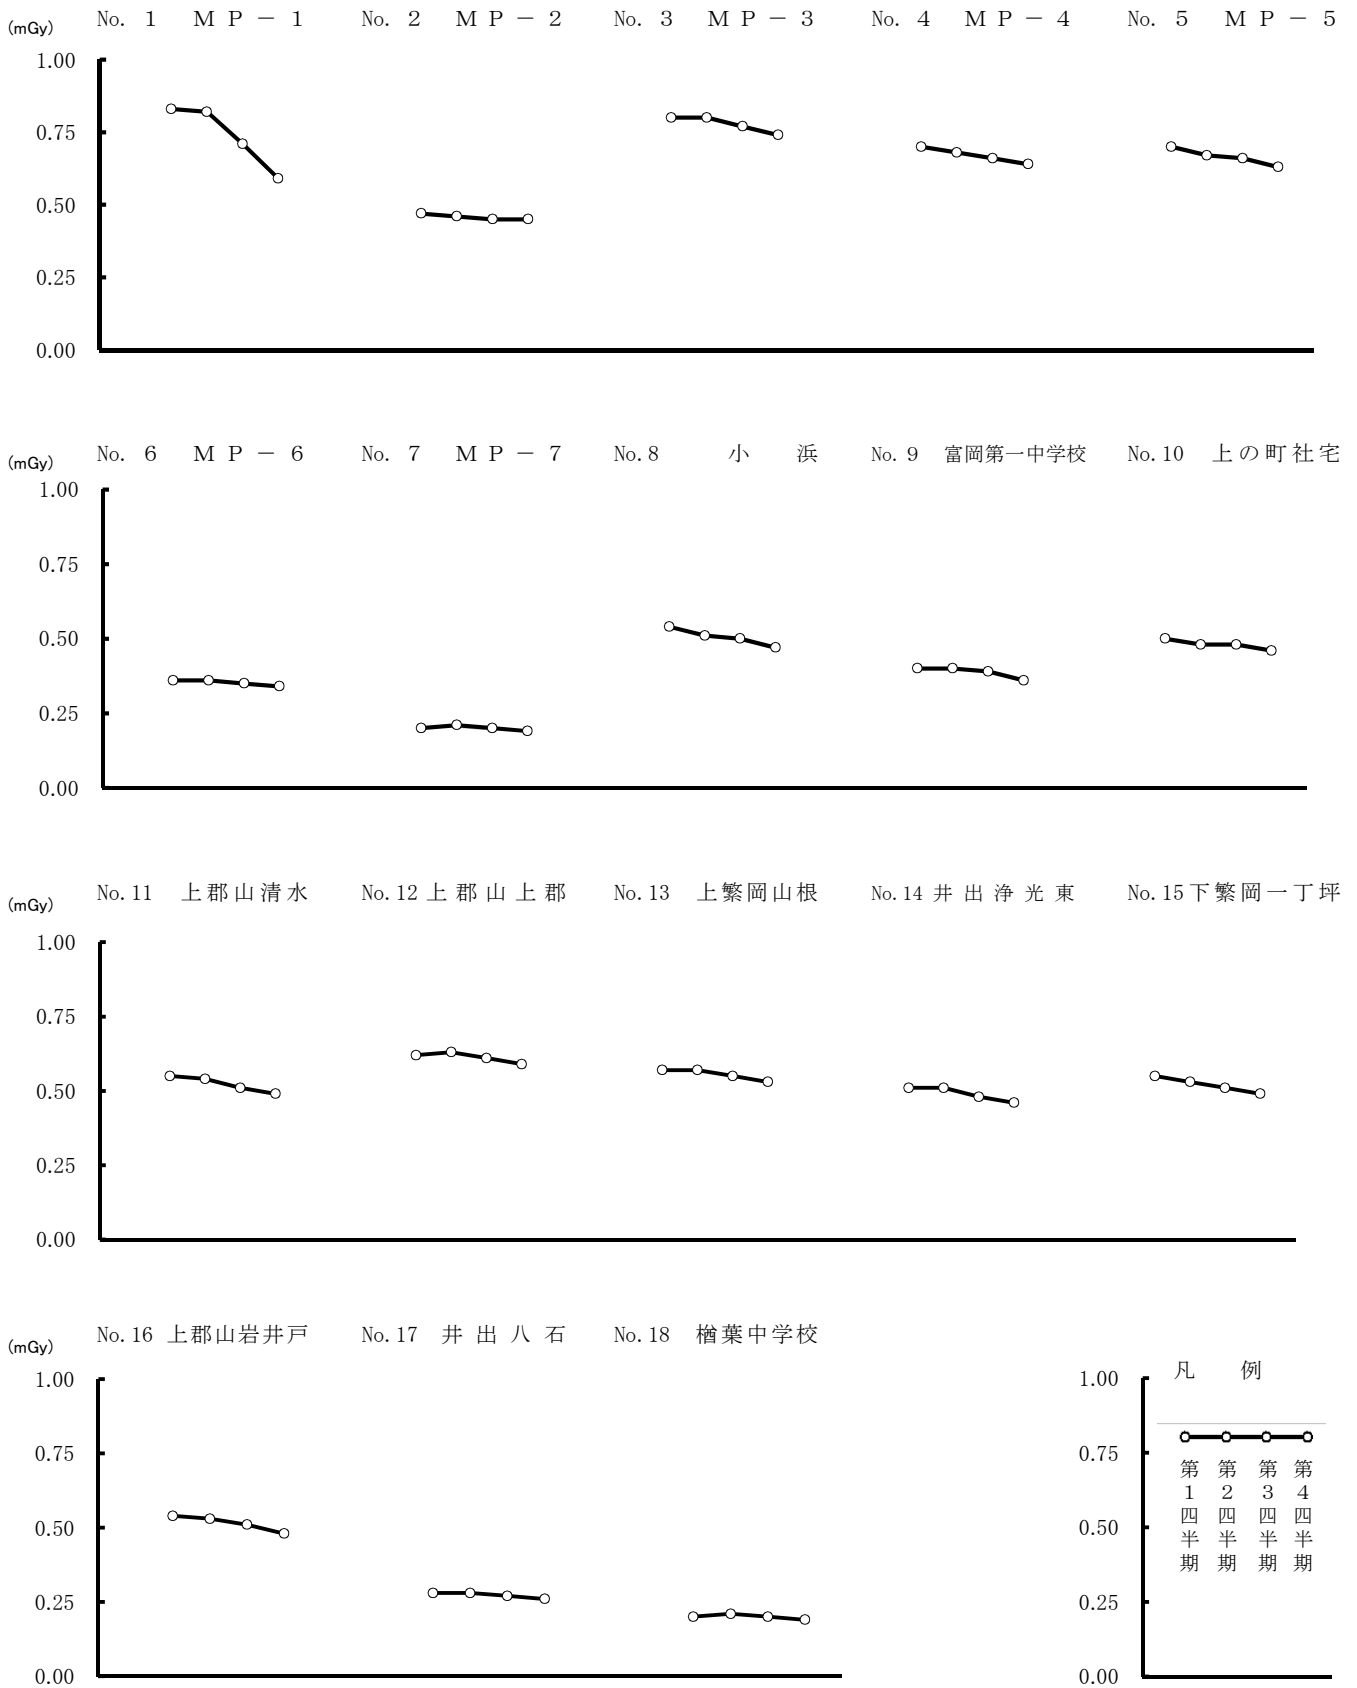 (mGy) No. 1 ＭＰ－１ No. 2 ＭＰ－２ No. 3 ＭＰ－３ No. 4 ＭＰ－４ No. 5 ＭＰ－５
1.00
0.75
0.50
0.25
0.00
(mGy) No. 6 ＭＰ－６ No. 7 ＭＰ－７ No.8 小 浜 No. 9 富岡第一中学校 No.10 上の町社宅
1.00
0.75
0.50
0.25
0.00
(mGy) No.11 上郡山清水 No.12 上郡山上郡 No.13 上繁岡山根 No.14 井出浄光東 No.15 下繁岡一丁坪
1.00
0.75
0.50
0.25
0.00
(mGy) No.16 上郡山岩井戸 No.17 井出八石 No.18 楢葉中学校
1.00
0.75
0.50
0.25
0.00
凡 例
1.00
0.75
0.50
0.25
0.00
第1四半期
第2四半期
第3四半期
第4四半期